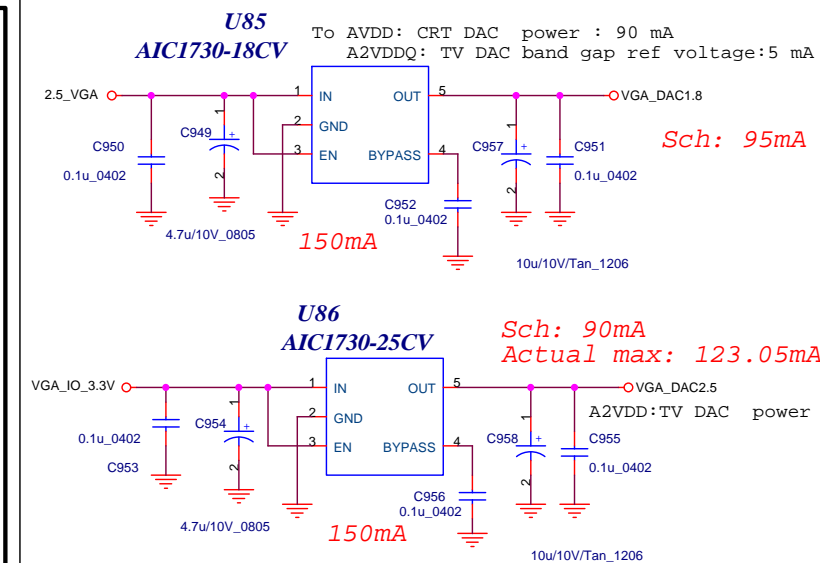 U85
AIC1730-18CV
To AVDD: CRT DAC power : 90 mA
A2VDDQ: TV DAC band gap ref voltage:5 mA
2.5_VGA
1 IN
OUT 5
VGA_DAC1.8
2 GND
3 EN
BYPASS 4
C950
0.1u_0402
C949
1
+
2
4.7u/10V_0805
C952
0.1u_0402
C957
1
+
2
10u/10V/Tan_1206
C951
0.1u_0402
Sch: 95mA
150mA
U86
AIC1730-25CV
Sch: 90mA
Actual max: 123.05mA
VGA_IO_3.3V
1 IN
OUT 5
VGA_DAC2.5
A2VDD:TV DAC power
2 GND
3 EN
BYPASS 4
0.1u_0402
C953
C954
1
+
2
4.7u/10V_0805
C956
0.1u_0402
C958
1
+
2
10u/10V/Tan_1206
C955
0.1u_0402
150mA